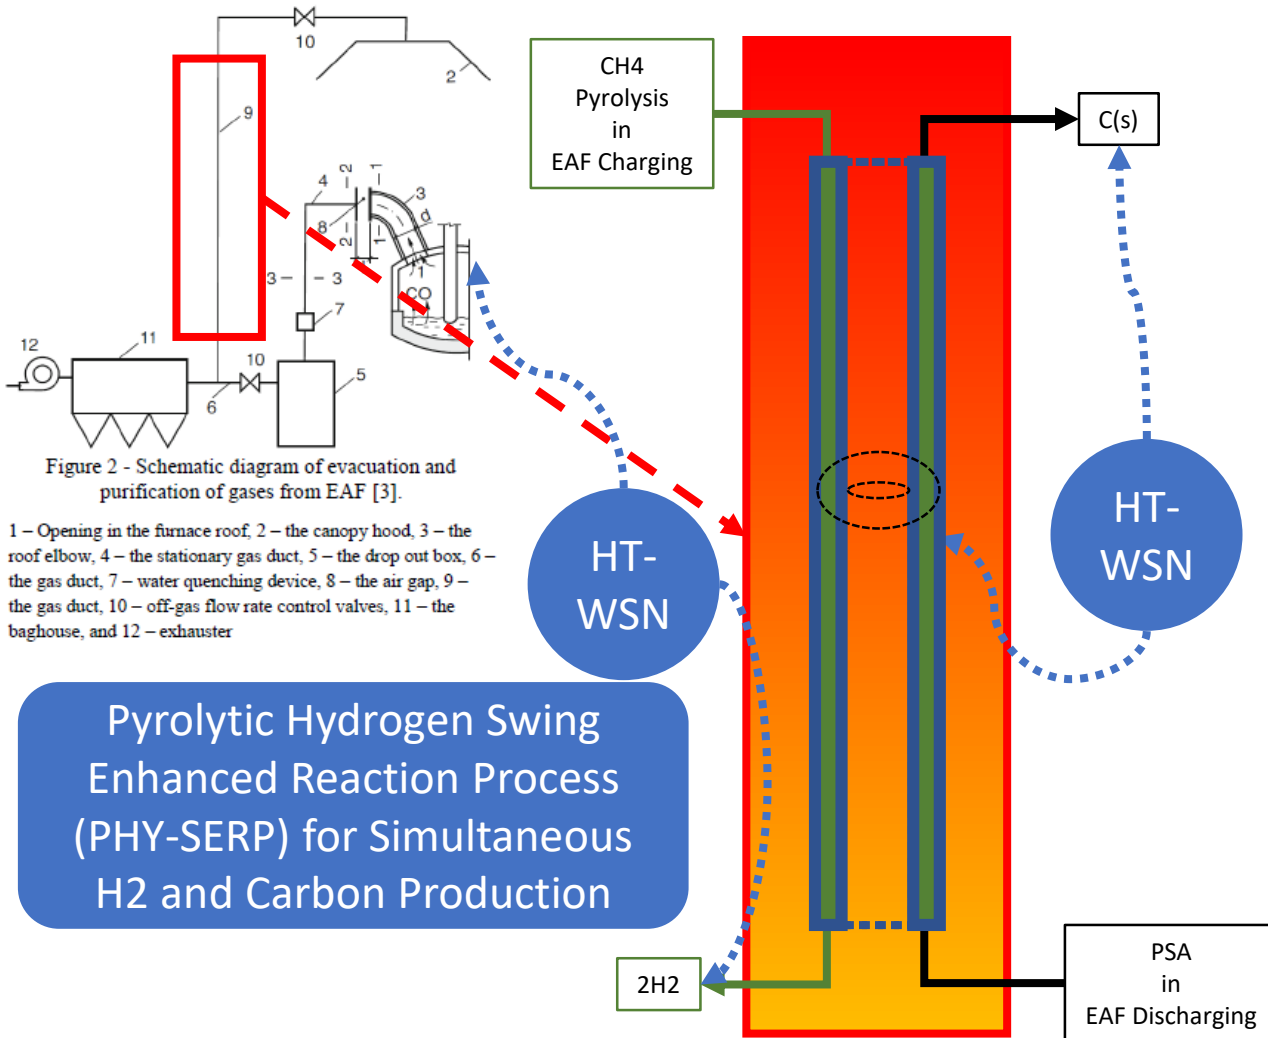 10
2
9
CH4
Pyrolysis
in
EAF Charging
C(s)
2
1
4
3
8
d
2
1
1
3
3
CO
7
12
11
10
5
6
Figure 2 - Schematic diagram of evacuation and
purification of gases from EAF [3].
1 – Opening in the furnace roof, 2 – the canopy hood, 3 – the
roof elbow, 4 – the stationary gas duct, 5 – the drop out box, 6 –
the gas duct, 7 – water quenching device, 8 – the air gap, 9 –
the gas duct, 10 – off-gas flow rate control valves, 11 – the
baghouse, and 12 – exhauster
HT-
WSN
HT-
WSN
Pyrolytic Hydrogen Swing
Enhanced Reaction Process
(PHY-SERP) for Simultaneous
H2 and Carbon Production
2H2
PSA
in
EAF Discharging